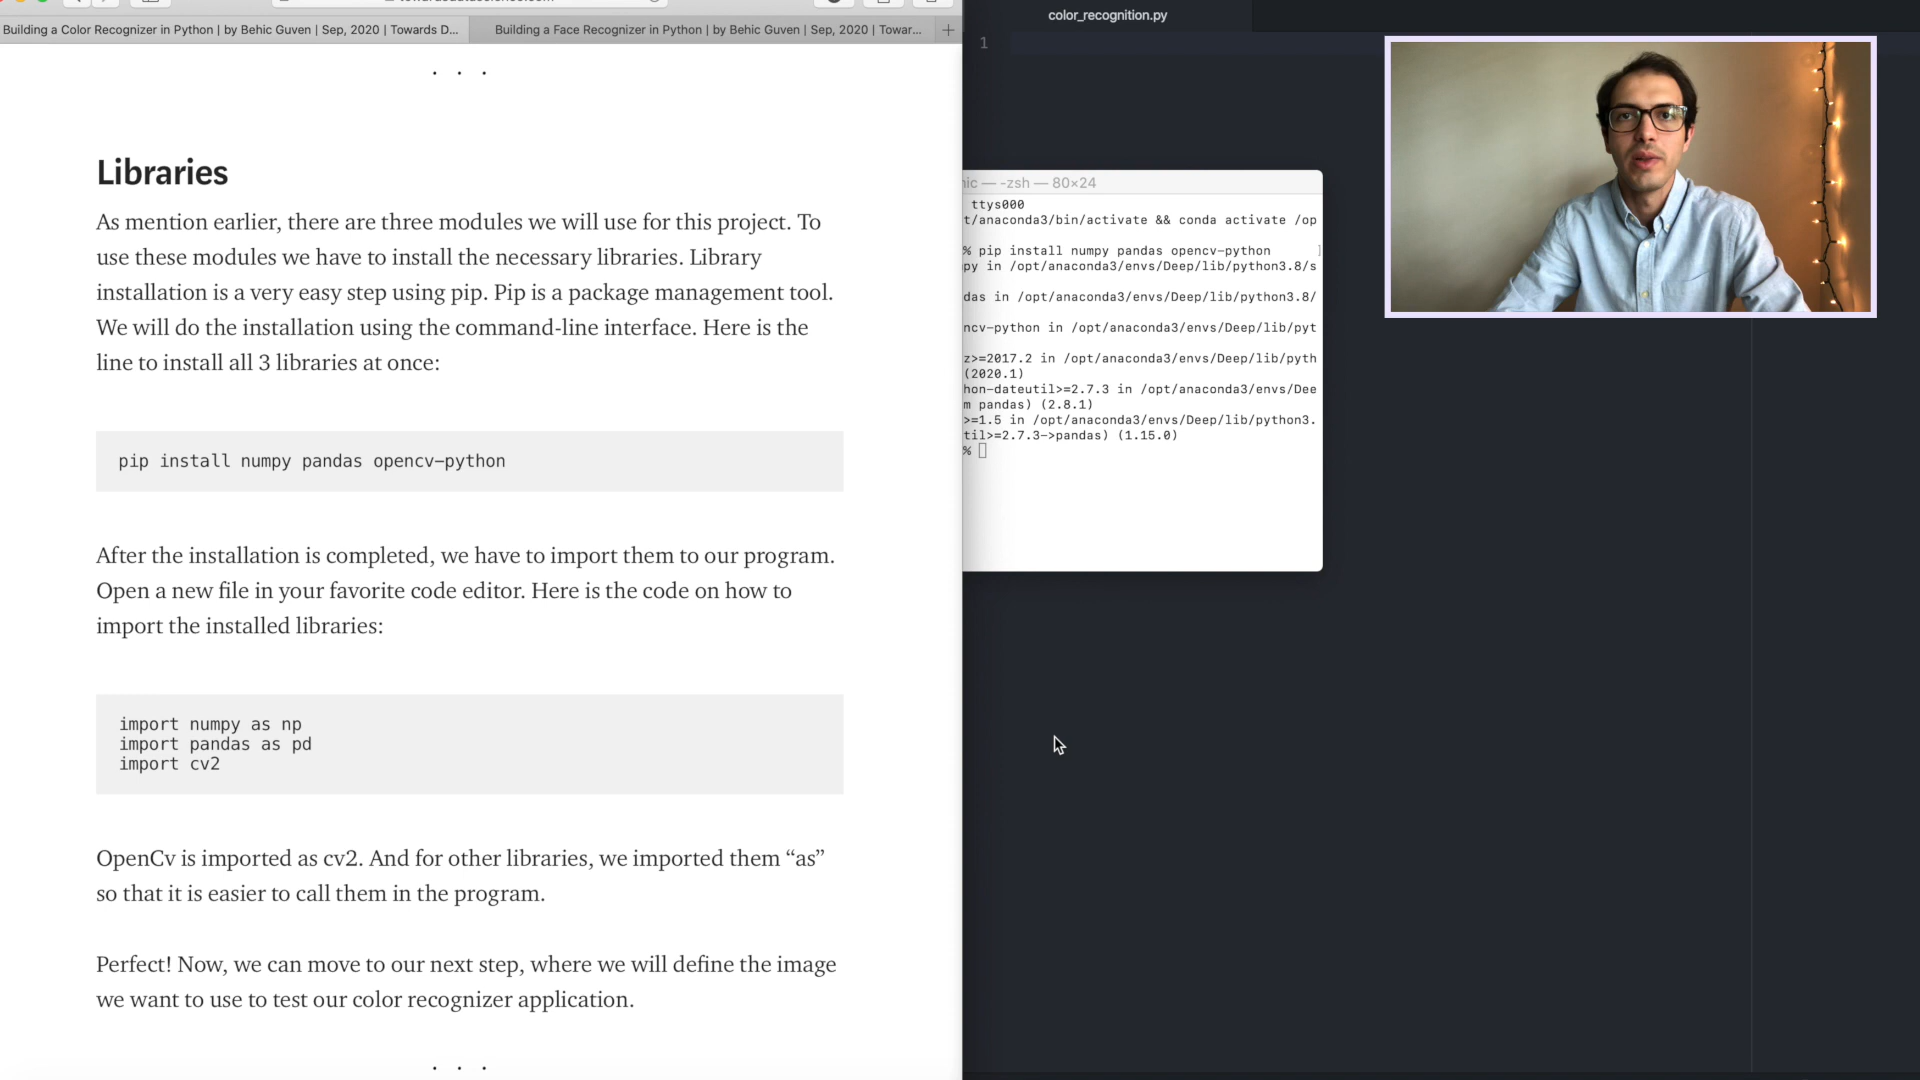 Building a Color Recognizer in Python | by Behic Guven | Sep, 2020 | Towards D...
Building a Face Recognizer in Python | by Behic Guven | Sep, 2020 | Towar...
. . .
Libraries
As mention earlier, there are three modules we will use for this project. To
use these modules we have to install the necessary libraries. Library
installation is a very easy step using pip. Pip is a package management tool.
We will do the installation using the command-line interface. Here is the
line to install all 3 libraries at once:
pip install numpy pandas opencv-python
After the installation is completed, we have to import them to our program.
Open a new file in your favorite code editor. Here is the code on how to
import the installed libraries:
import numpy as np
import pandas as pd
import cv2
OpenCv is imported as cv2. And for other libraries, we imported them “as”
so that it is easier to call them in the program.
Perfect! Now, we can move to our next step, where we will define the image
we want to use to test our color recognizer application.
. . .
color_recognition.py
1
ic — -zsh — 80×24
ttys000
t/anaconda3/bin/activate && conda activate /op
% pip install numpy pandas opencv-python
py in /opt/anaconda3/envs/Deep/lib/python3.8/s
das in /opt/anaconda3/envs/Deep/lib/python3.8/
ncv-python in /opt/anaconda3/envs/Deep/lib/pyt
z>=2017.2 in /opt/anaconda3/envs/Deep/lib/pyth
(2020.1)
hon-dateutil>=2.7.3 in /opt/anaconda3/envs/Dee
m pandas) (2.8.1)
>=1.5 in /opt/anaconda3/envs/Deep/lib/python3.
til>=2.7.3->pandas) (1.15.0)
%